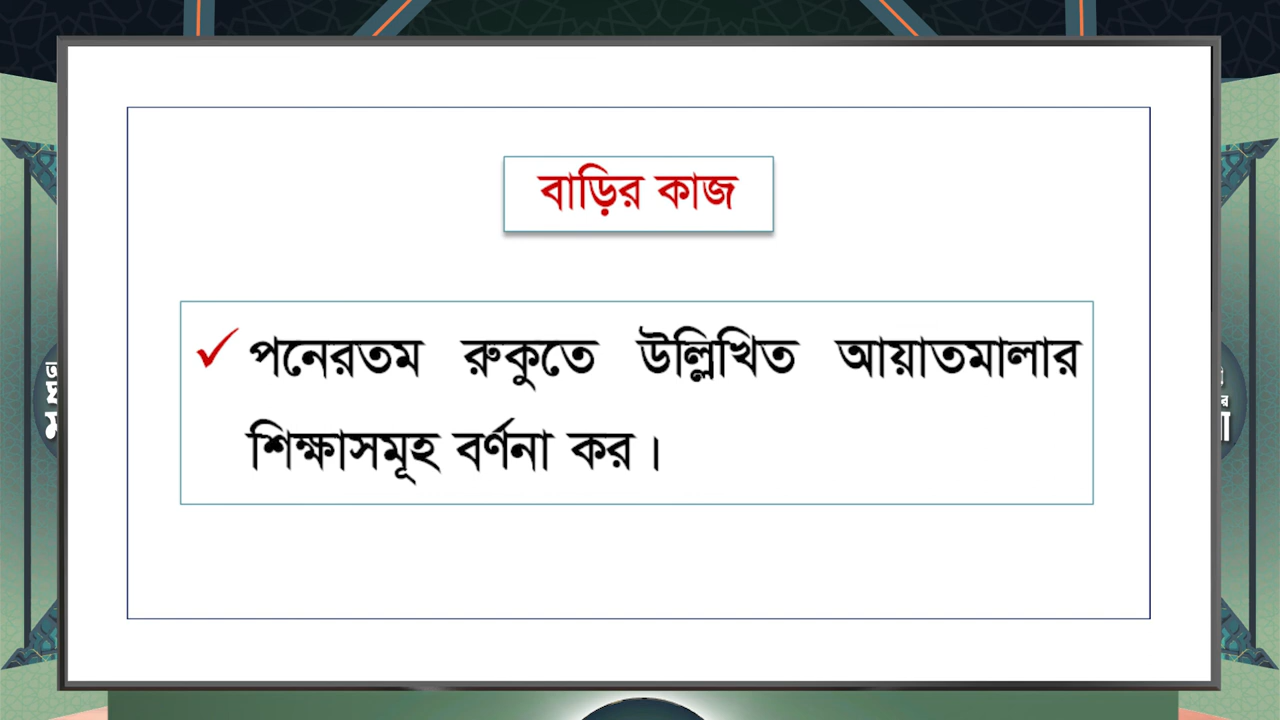 বাড়ির কাজ
পনেরতম রুকুতে উল্লিখিত আয়াতমালার
শিক্ষাসমূহ বর্ণনা কর।